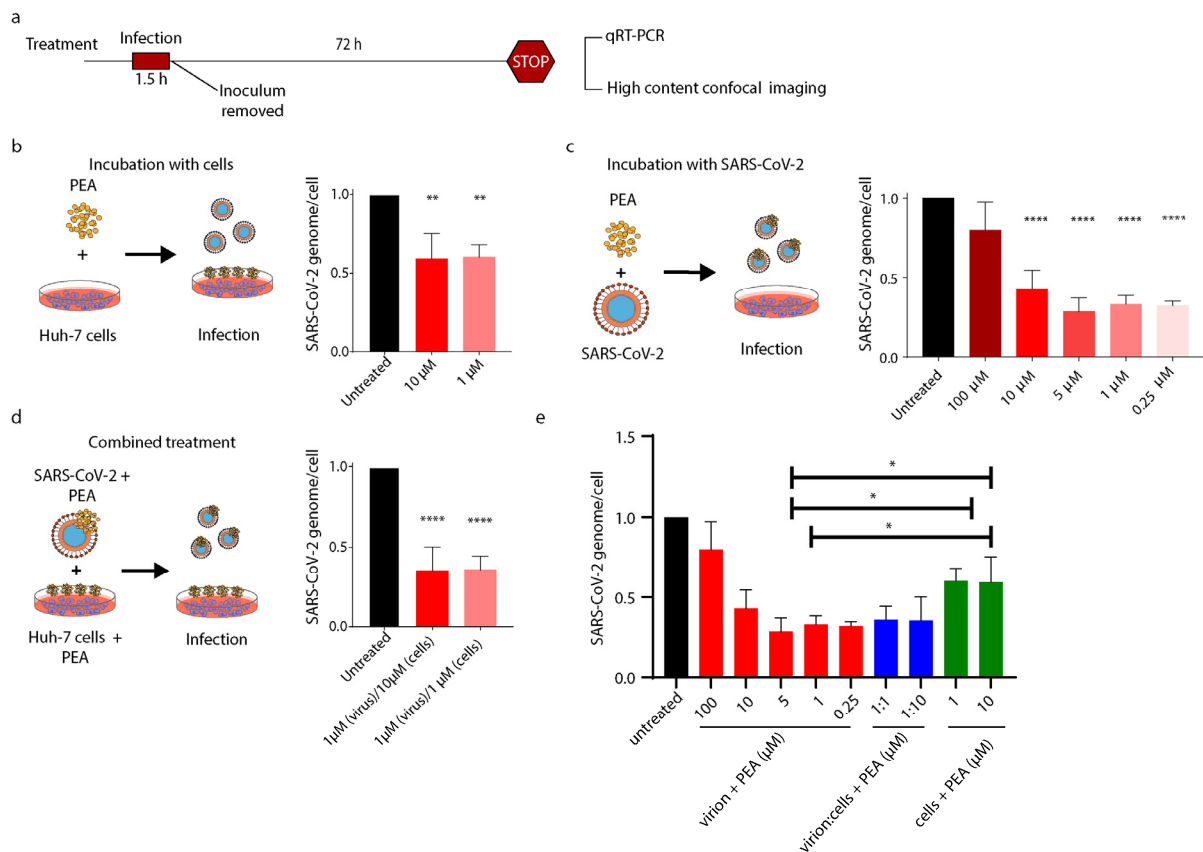 a
Treatment
Infection
1.5 h
Inoculum
removed
72 h
STOP
qRT-PCR
High content confocal imaging
b
Incubation with cells
PEA
+
Huh-7 cells
Infection
SARS-CoV-2 genome/cell
1.0
0.5
0.0
**
**
Untreated
10 µM
1 µM
c
Incubation with SARS-CoV-2
PEA
+
SARS-CoV-2
Infection
SARS-CoV-2 genome/cell
1.0
0.5
0.0
****
****
****
****
Untreated
100 µM
10 µM
5 µM
1 µM
0.25 µM
d
Combined treatment
SARS-CoV-2 +
PEA
+
Huh-7 cells +
PEA
Infection
SARS-CoV-2 genome/cell
1.0
0.5
0.0
****
****
Untreated
1µM (virus)/10µM (cells)
1µM (virus)/1 µM (cells)
e
SARS-CoV-2 genome/cell
1.5
1.0
0.5
0.0
*
*
*
untreated
100
10
5
1
0.25
1:1
1:10
1
10
virion + PEA (µM)
virion:cells + PEA (µM)
cells + PEA
(µM)